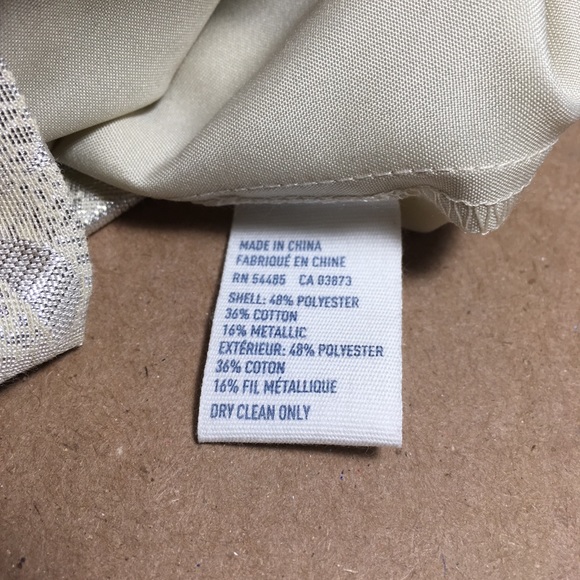 MADE IN CHINA
FABRIQUÉ EN CHINE
RN 54485 CA 03873
SHELL: 48% POLYESTER
36% COTTON
16% METALLIC
EXTÉRIEUR: 48% POLYESTER
36% COTON
16% FIL MÉTALLIQUE
DRY CLEAN ONLY